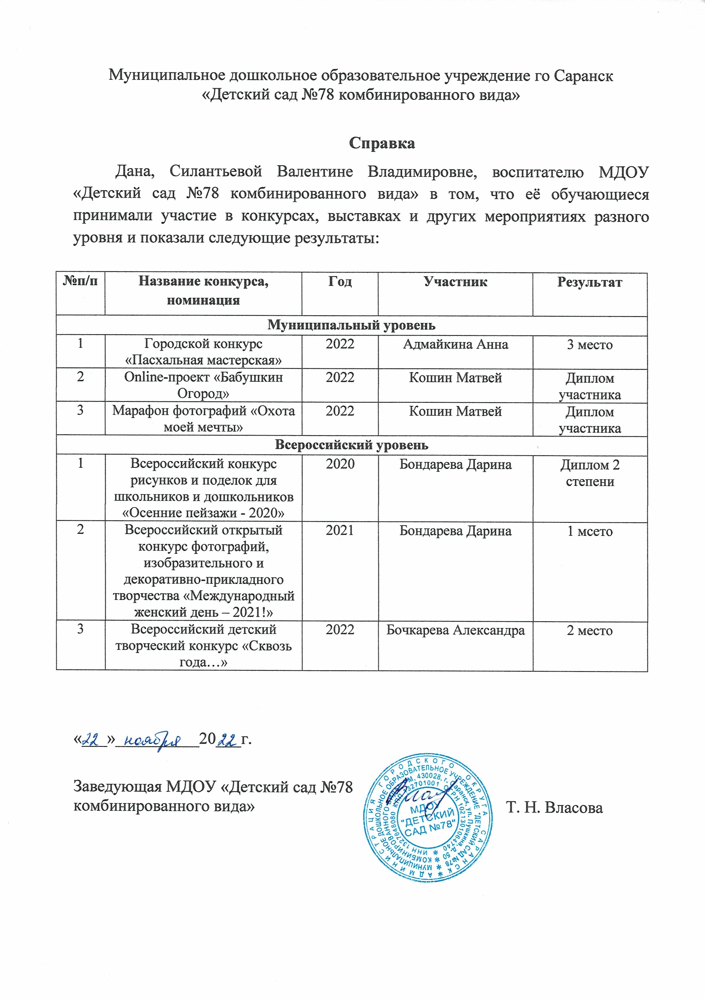 Муниципальное дошкольное образовательное учреждение го Саранск
«Детский сад №78 комбинированного вида»
Справка
Дана, Силантьевой Валентине Владимировне, воспитателю МДОУ
«Детский сад №78 комбинированного вида» в том, что её обучающиеся
принимали участие в конкурсах, выставках и других мероприятиях разного
уровня и показали следующие результаты:
№п/п Название конкурса, Год Участник Результат
номинация
Муниципальный уровень
1 Городской конкурс 2022 Адмайкина Анна 3 место
«Пасхальная мастерская»
2 Online-проект «Бабушкин 2022 Кошин Матвей Диплом
Огород» участника
3 Марафон фотографий «Охота 2022 Кошин Матвей Диплом
моей мечты» участника
Всероссийский уровень
1 Всероссийский конкурс 2020 Бондарева Дарина Диплом 2
рисунков и поделок для степени
школьников и дошкольников
«Осенние пейзажи - 2020»
2 Всероссийский открытый 2021 Бондарева Дарина 1 мсето
конкурс фотографий,
изобразительного и
декоративно-прикладного
творчества «Международный
женский день – 2021!»
3 Всероссийский детский 2022 Бочкарева Александра 2 место
творческий конкурс «Сквозь
года…»
«22» ноября 2022 г.
Заведующая МДОУ «Детский сад №78
комбинированного вида» Т. Н. Власова
АДМИНИСТРАЦИЯ ГОРОДСКОГО ОКРУГА САРАНСК
МУНИЦИПАЛЬНОЕ ДОШКОЛЬНОЕ ОБРАЗОВАТЕЛЬНОЕ УЧРЕЖДЕНИЕ "ДЕТСКИЙ САД №78
КОМБИНИРОВАННОГО 430028, г. Саранск, ул. Пушкина, д. 50
ИНН 1327048080 КПП 132701001 ОГРН 1021301064740
МДОУ
"ДЕТСКИЙ
САД №78"